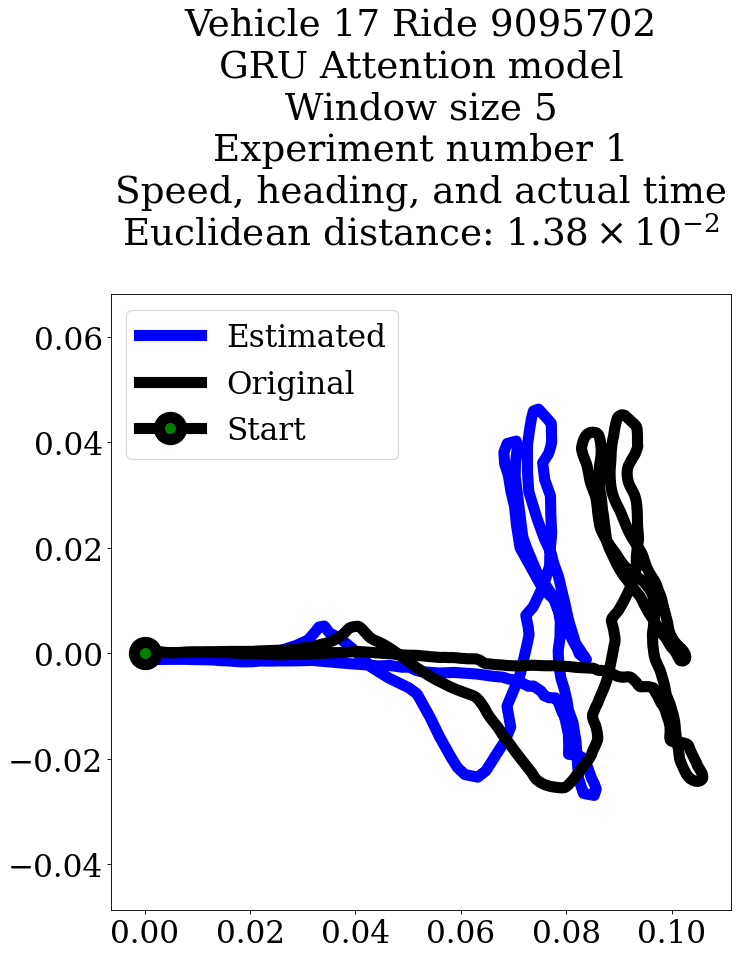 Vehicle 17 Ride 9095702
GRU Attention model
Window size 5
Experiment number 1
Speed, heading, and actual time
Euclidean distance: 1.38 × 10⁻²
Estimated
Original
Start
0.06
0.04
0.02
0.00
−0.02
−0.04
0.00 0.02 0.04 0.06 0.08 0.10